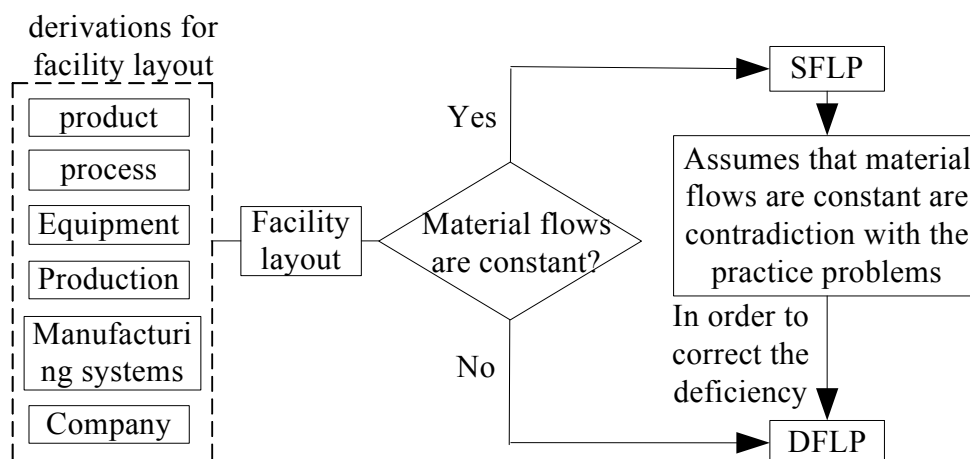 derivations for
facility layout
product
process
Equipment
Production
Manufacturi
ng systems
Company
Facility
layout
Material flows
are constant?
Yes
No
SFLP
Assumes that material
flows are constant are
contradiction with the
practice problems
In order to
correct the
deficiency
DFLP